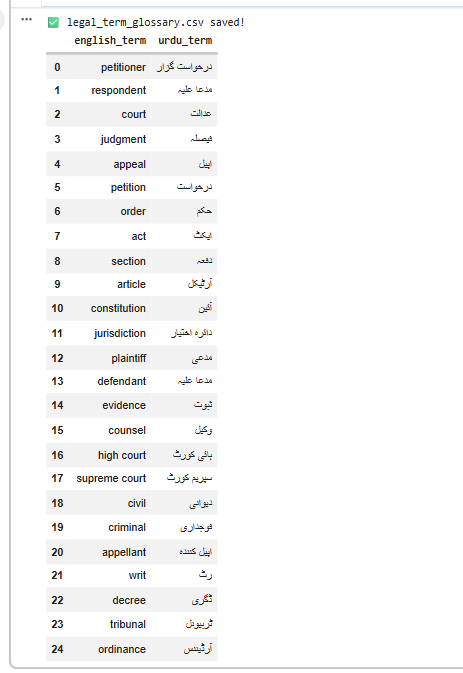 ... ✅ legal_term_glossary.csv saved!
english_term urdu_term
0 petitioner درخواست گزار
1 respondent مدعا علیہ
2 court عدالت
3 judgment فیصلہ
4 appeal اپیل
5 petition درخواست
6 order حکم
7 act ایکٹ
8 section دفعہ
9 article آرٹیکل
10 constitution آئین
11 jurisdiction دائرہ اختیار
12 plaintiff مدعی
13 defendant مدعا علیہ
14 evidence ثبوت
15 counsel وکیل
16 high court ہائی کورٹ
17 supreme court سپریم کورٹ
18 civil دیوانی
19 criminal فوجداری
20 appellant اپیل کنندہ
21 writ رٹ
22 decree ڈگری
23 tribunal ٹربیونل
24 ordinance آرڈیننس